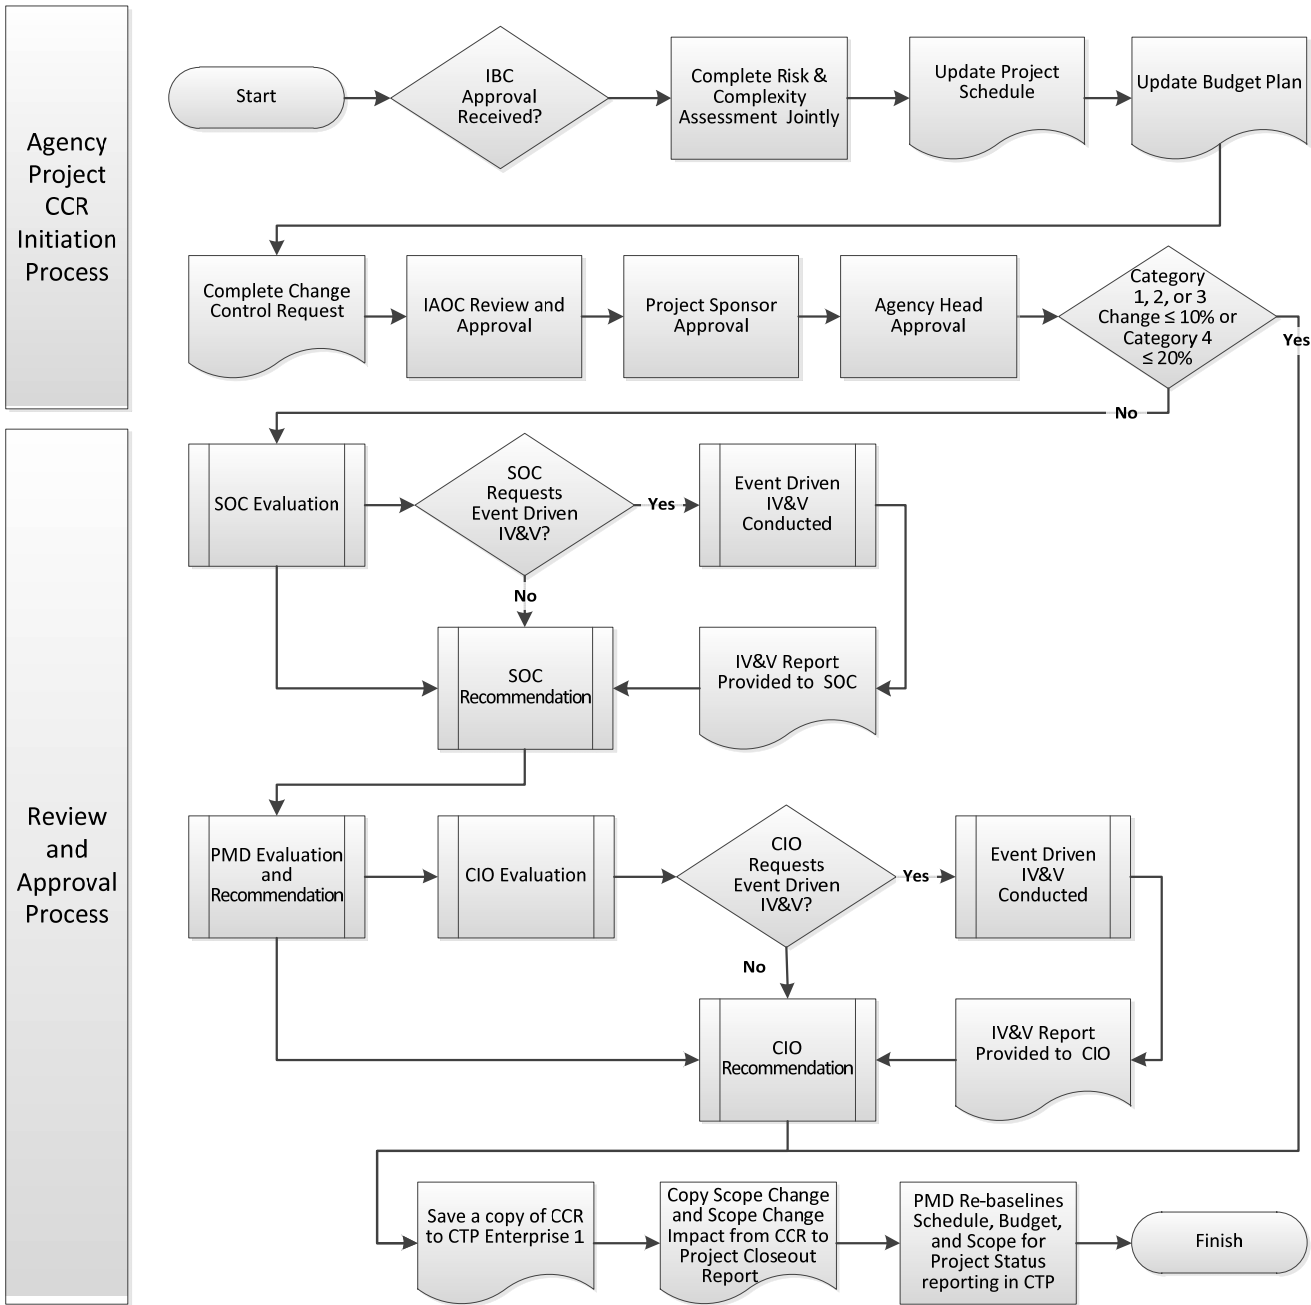 Agency
Project
CCR
Initiation
Process
Start
IBC
Approval
Received?
Complete Risk &
Complexity
Assessment Jointly
Update Project
Schedule
Update Budget Plan
Complete Change
Control Request
IAOC Review and
Approval
Project Sponsor
Approval
Agency Head
Approval
Category
1, 2, or 3
Change ≤ 10% or
Category 4
≤ 20%
Yes
No
Review
and
Approval
Process
SOC Evaluation
SOC
Requests
Event Driven
IV&V?
Yes
Event Driven
IV&V
Conducted
No
SOC
Recommendation
IV&V Report
Provided to SOC
PMD Evaluation
and
Recommendation
CIO Evaluation
CIO
Requests
Event Driven
IV&V?
Yes
Event Driven
IV&V
Conducted
No
CIO
Recommendation
IV&V Report
Provided to CIO
Save a copy of CCR
to CTP Enterprise 1
Copy Scope Change
and Scope Change
Impact from CCR to
Project Closeout
Report
PMD Re-baselines
Schedule, Budget,
and Scope for
Project Status
reporting in CTP
Finish